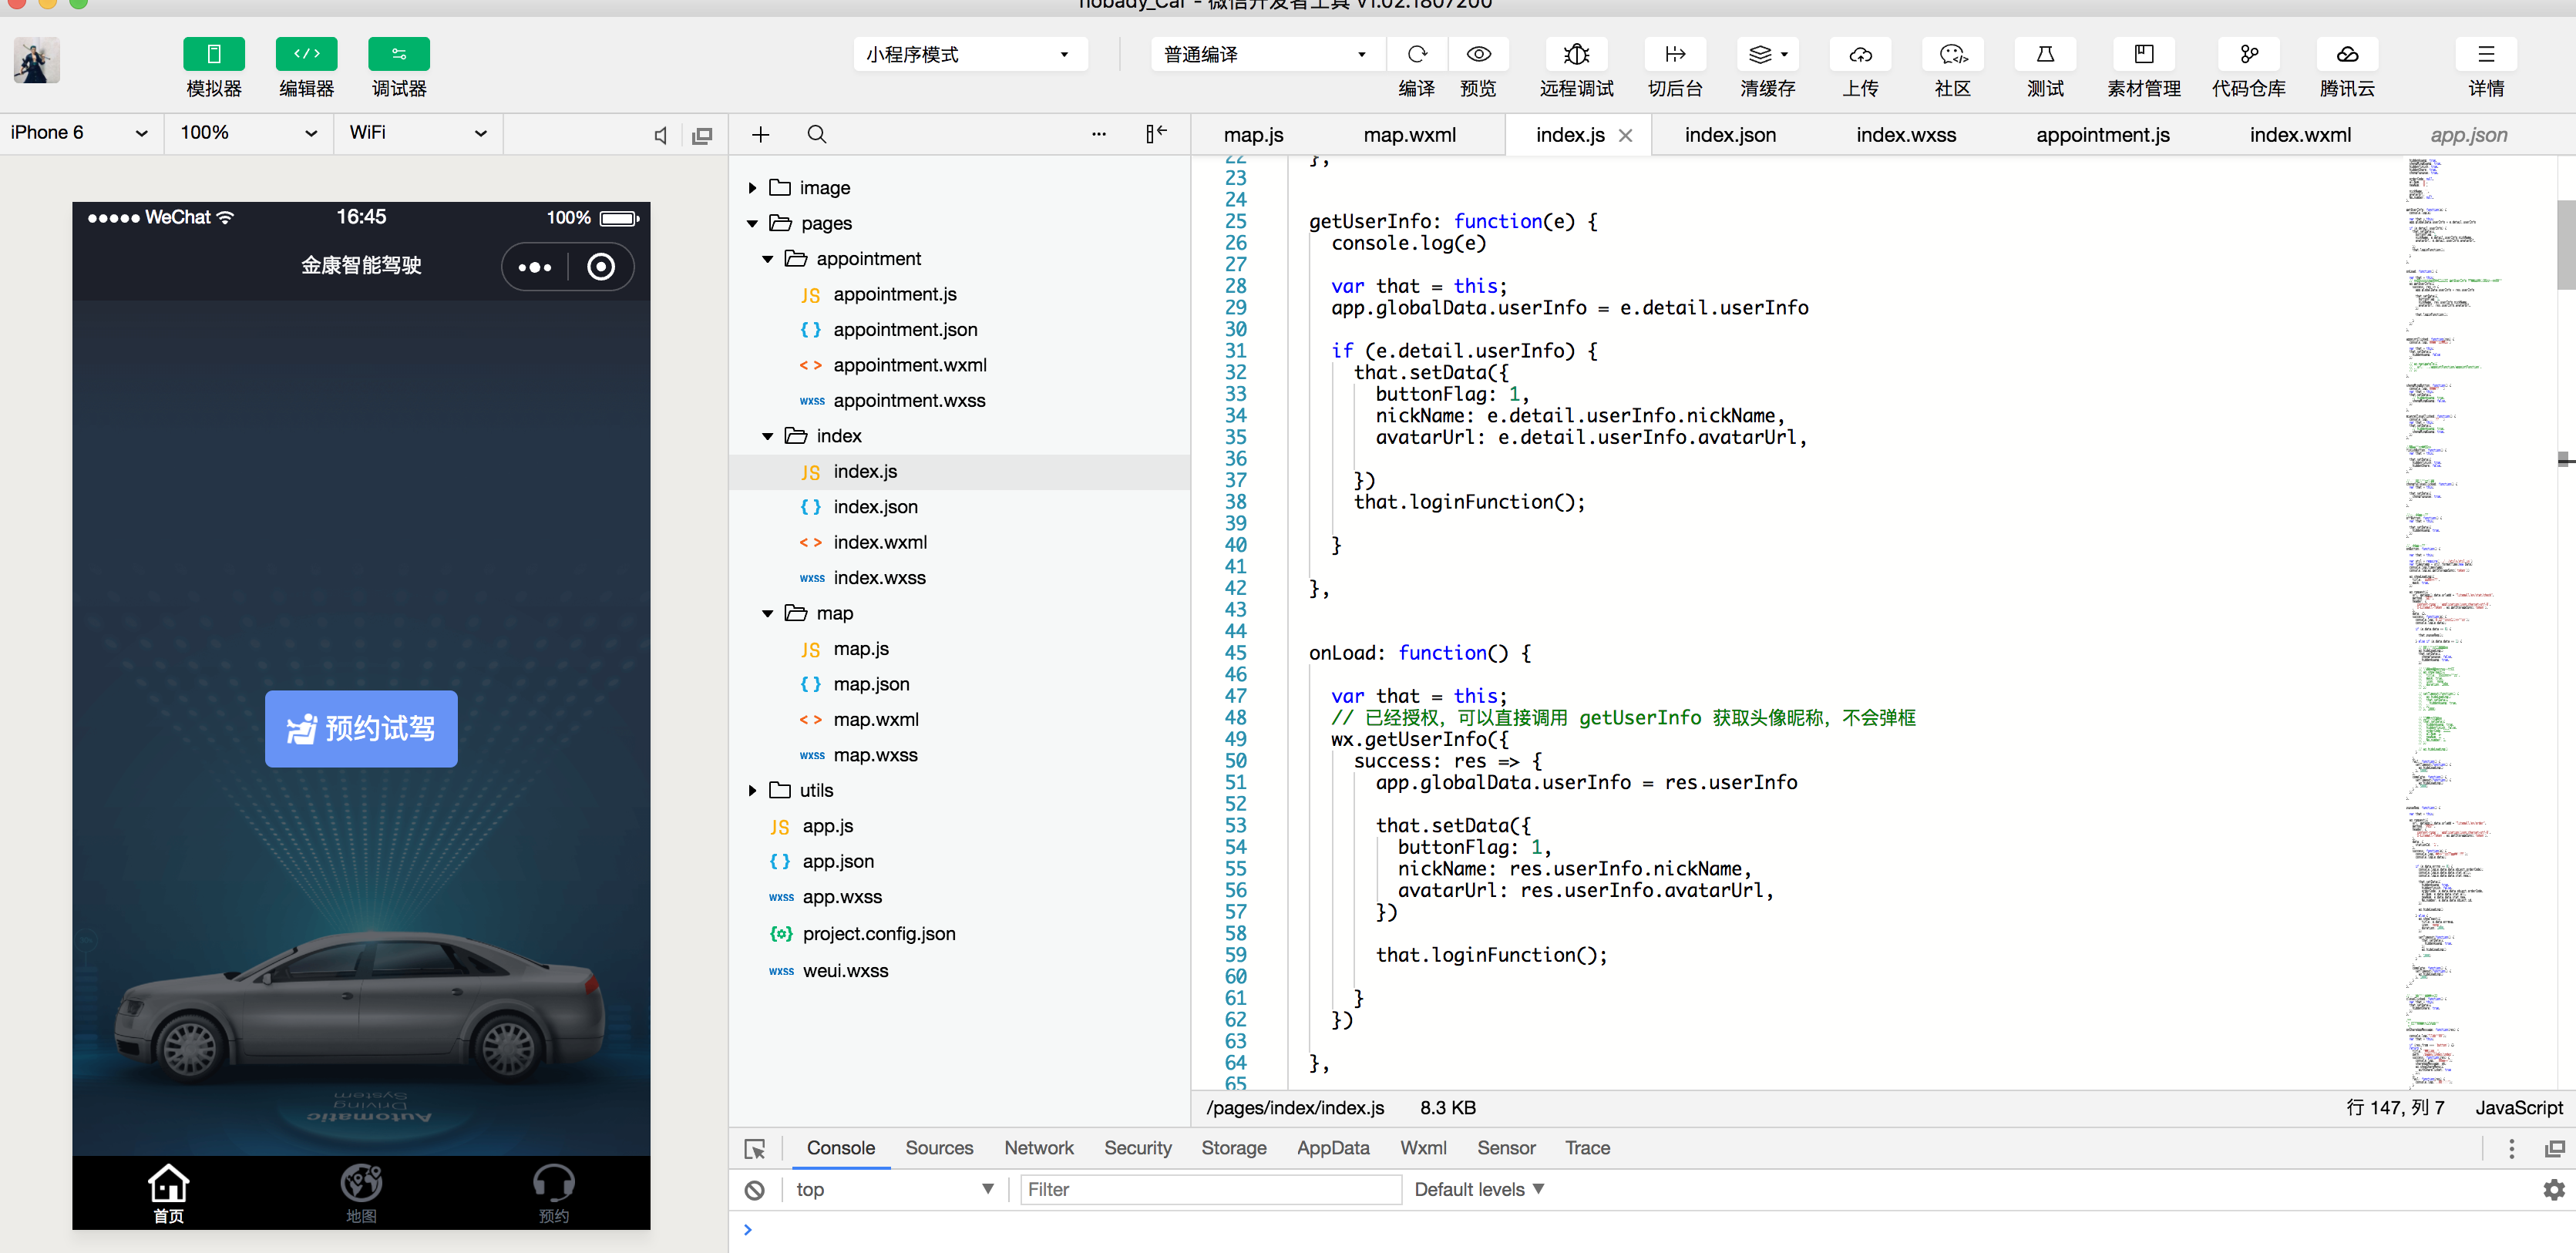 nobady_Car - 微信开发者工具 v1.02.1807200
模拟器
编辑器
调试器
小程序模式
普通编译
编译
预览
远程调试
切后台
清缓存
上传
社区
测试
素材管理
代码仓库
腾讯云
详情
iPhone 6
100%
WiFi
WeChat
16:45
100%
金康智能驾驶
预约试驾
Automatic
Driving
System
首页
地图
预约
image
pages
appointment
JS appointment.js
{ } appointment.json
< > appointment.wxml
wxss appointment.wxss
index
JS index.js
{ } index.json
< > index.wxml
wxss index.wxss
map
JS map.js
{ } map.json
< > map.wxml
wxss map.wxss
utils
JS app.js
{ } app.json
wxss app.wxss
project.config.json
wxss weui.wxss
map.js
map.wxml
index.js
index.json
index.wxss
appointment.js
index.wxml
app.json
22 },
23
24
25 getUserInfo: function(e) {
26 console.log(e)
27
28 var that = this;
29 app.globalData.userInfo = e.detail.userInfo
30
31 if (e.detail.userInfo) {
32 that.setData({
33 buttonFlag: 1,
34 nickName: e.detail.userInfo.nickName,
35 avatarUrl: e.detail.userInfo.avatarUrl,
36
37 })
38 that.loginFunction();
39
40 }
41
42 },
43
44
45 onLoad: function() {
46
47 var that = this;
48 // 已经授权，可以直接调用 getUserInfo 获取头像昵称，不会弹框
49 wx.getUserInfo({
50 success: res => {
51 app.globalData.userInfo = res.userInfo
52
53 that.setData({
54 buttonFlag: 1,
55 nickName: res.userInfo.nickName,
56 avatarUrl: res.userInfo.avatarUrl,
57 })
58
59 that.loginFunction();
60
61 }
62 })
63
64 },
65
/pages/index/index.js 8.3 KB
行 147, 列 7 JavaScript
Console
Sources
Network
Security
Storage
AppData
Wxml
Sensor
Trace
top
Filter
Default levels